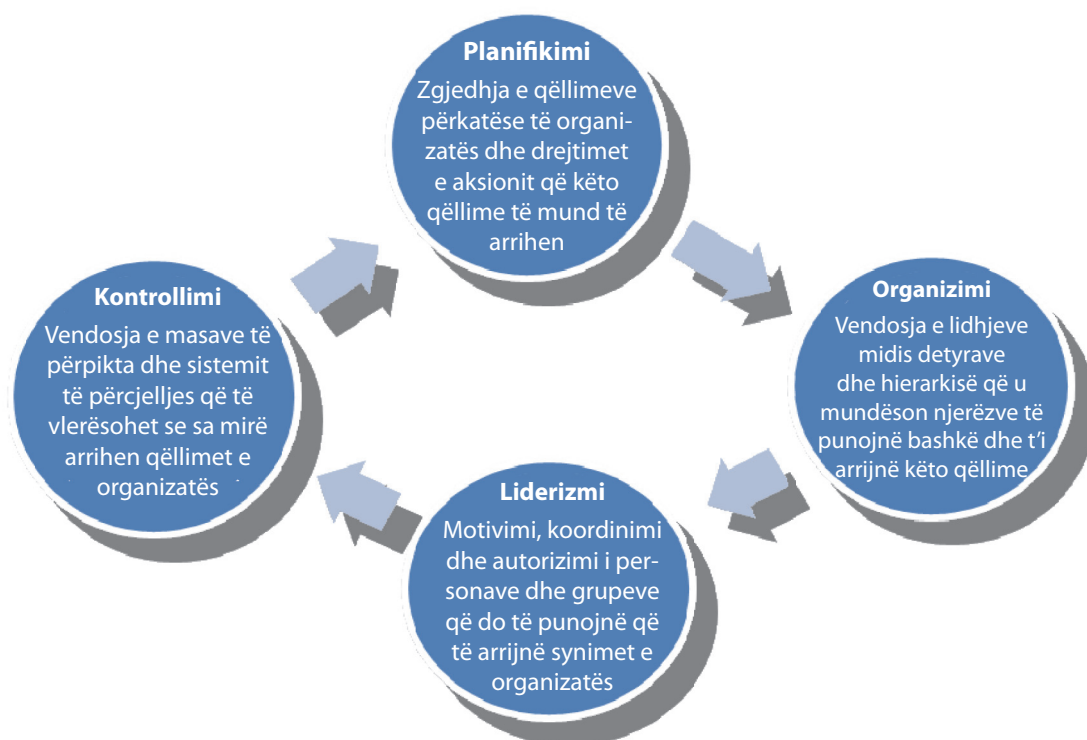 Planifikimi
Zgjedhja e qëllimeve
përkatëse të organi-
zatës dhe drejtimet
e aksionit që këto
qëllime të mund të
arrihen
Organizimi
Vendosja e lidhjeve
midis detyrave
dhe hierarkisë që u
mundëson njerëzve të
punojnë bashkë dhe t’i
arrijnë këto qëllime
Liderizmi
Motivimi, koordinimi
dhe autorizimi i per-
sonave dhe grupeve
që do të punojnë që
të arrijnë synimet e
organizatës
Kontrollimi
Vendosja e masave të
përpikta dhe sistemit
të përcjelljes që të
vlerësohet se sa mirë
arrihen qëllimet e
organizatës